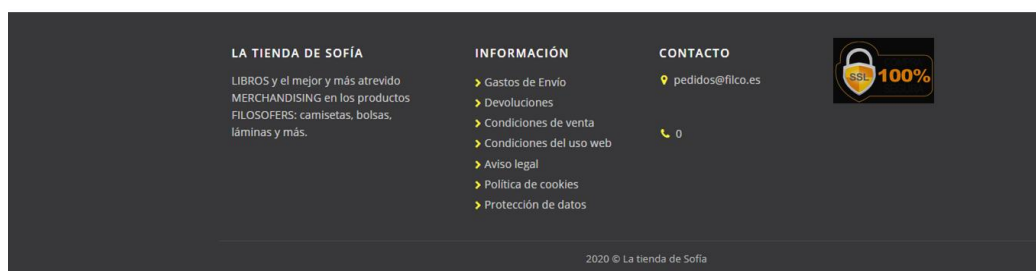 LA TIENDA DE SOFÍA
LIBROS y el mejor y más atrevido
MERCHANDISING en los productos
FILOSOFERS: camisetas, bolsas,
láminas y más.
INFORMACIÓN
Gastos de Envío
Devoluciones
Condiciones de venta
Condiciones del uso web
Aviso legal
Política de cookies
Protección de datos
CONTACTO
pedidos@filco.es
0
SSL 100%
2020 © La tienda de Sofía